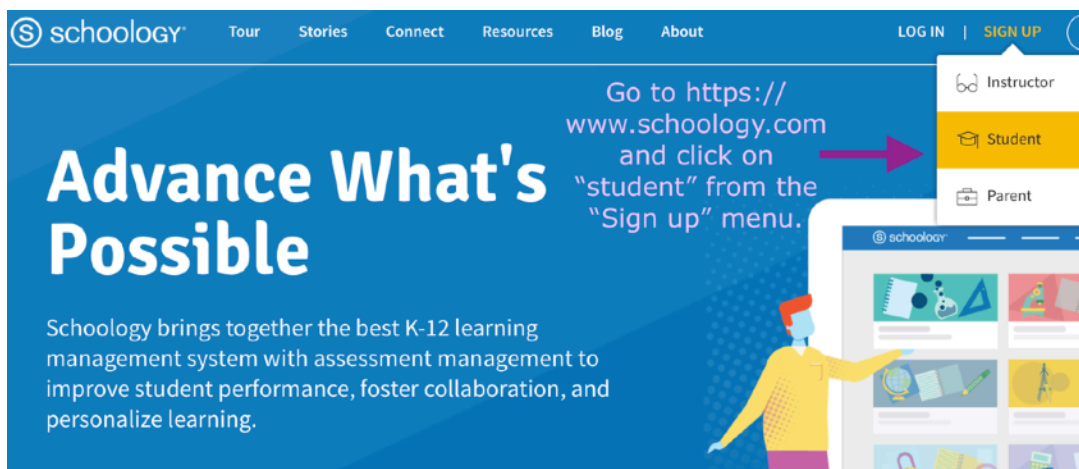 schoology
Tour
Stories
Connect
Resources
Blog
About
LOG IN | SIGN UP
Instructor
Student
Parent
Go to https://
www.schoology.com
and click on
“student” from the
“Sign up” menu.
Advance What's
Possible
Schoology brings together the best K-12 learning
management system with assessment management to
improve student performance, foster collaboration, and
personalize learning.
schoology